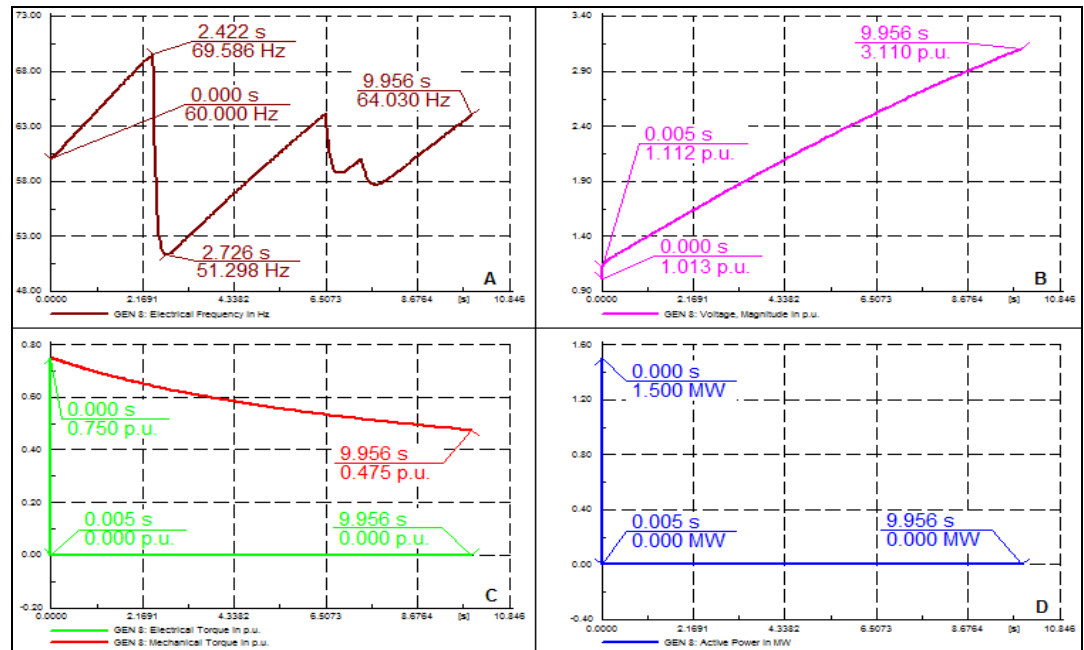 73.00
68.00
63.00
58.00
53.00
48.00
2.422 s
69.586 Hz
0.000 s
60.000 Hz
9.956 s
64.030 Hz
2.726 s
51.298 Hz
A
0.0000 2.1691 4.3382 6.5073 8.6764 [s] 10.846
GEN 8: Electrical Frequency in Hz
3.40
2.90
2.40
1.90
1.40
0.90
9.956 s
3.110 p.u.
0.005 s
1.112 p.u.
0.000 s
1.013 p.u.
B
0.0000 2.1691 4.3382 6.5073 8.6764 [s] 10.846
GEN 8: Voltage, Magnitude in p.u.
0.80
0.60
0.40
0.20
0.00
-0.20
0.000 s
0.750 p.u.
9.956 s
0.475 p.u.
0.005 s
0.000 p.u.
9.956 s
0.000 p.u.
C
0.0000 2.1691 4.3382 6.5073 8.6764 [s] 10.846
GEN 8: Electrical Torque in p.u.
GEN 8: Mechanical Torque in p.u.
1.60
1.20
0.80
0.40
0.00
-0.40
0.000 s
1.500 MW
0.005 s
0.000 MW
9.956 s
0.000 MW
D
0.0000 2.1691 4.3382 6.5073 8.6764 [s] 10.846
GEN 8: Active Power in MW